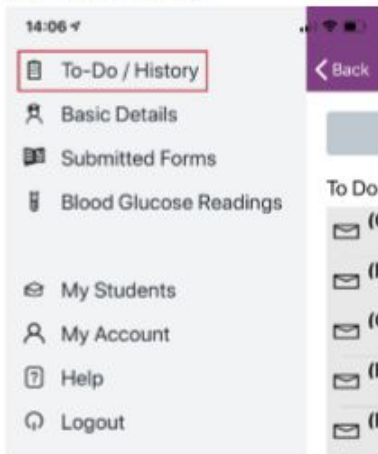 14:06
To-Do / History
Basic Details
Submitted Forms
Blood Glucose Readings
My Students
My Account
Help
Logout
Back
To Do